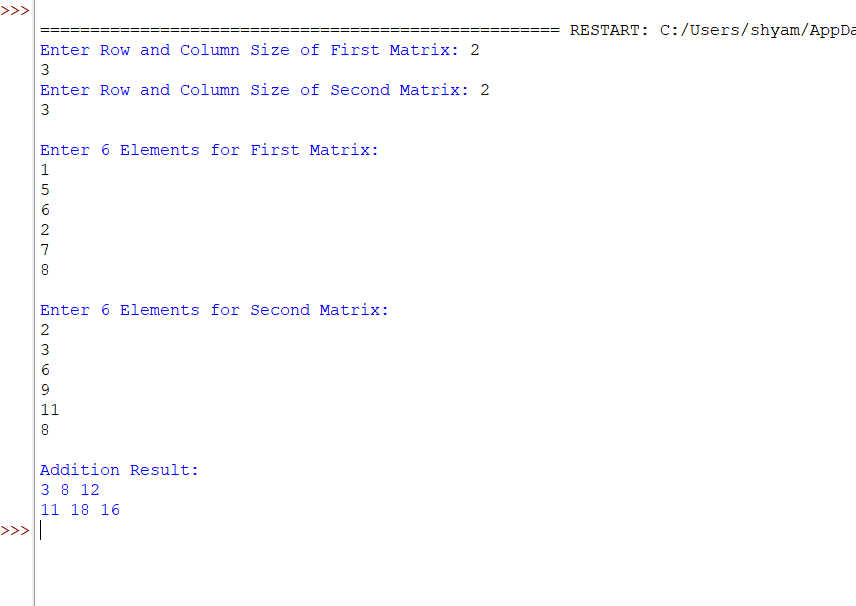 >>>
==================================================== RESTART: C:/Users/shyam/AppDa
Enter Row and Column Size of First Matrix: 2
3
Enter Row and Column Size of Second Matrix: 2
3
Enter 6 Elements for First Matrix:
1
5
6
2
7
8
Enter 6 Elements for Second Matrix:
2
3
6
9
11
8
Addition Result:
3 8 12
11 18 16
>>>